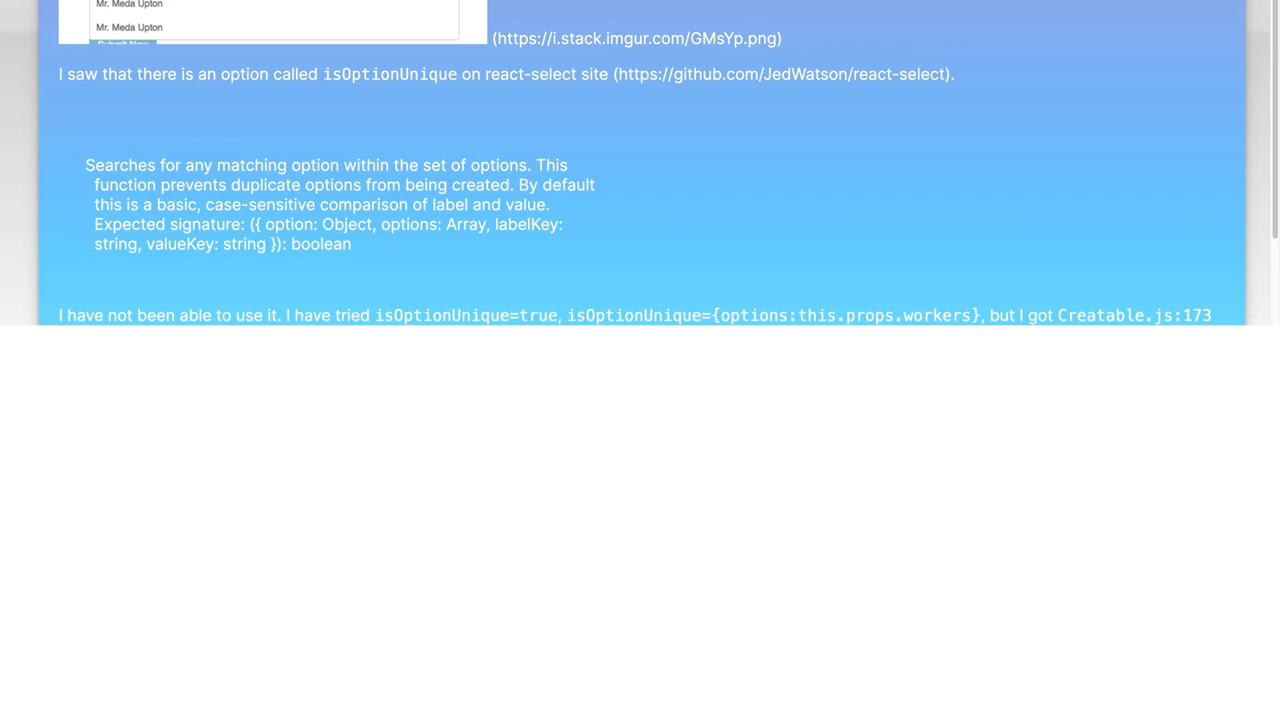 Mr. Meda Upton
Mr. Meda Upton
Submit Now
(https://i.stack.imgur.com/GMsYp.png)
I saw that there is an option called isOptionUnique on react-select site (https://github.com/JedWatson/react-select).
Searches for any matching option within the set of options. This
function prevents duplicate options from being created. By default
this is a basic, case-sensitive comparison of label and value.
Expected signature: ({ option: Object, options: Array, labelKey:
string, valueKey: string }): boolean
I have not been able to use it. I have tried isOptionUnique=true, isOptionUnique={options:this.props.workers}, but I got Creatable.js:173